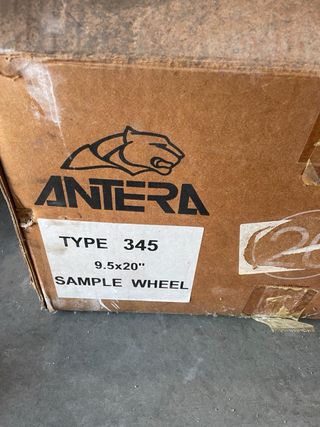 ANTERA
TYPE 345
9.5x20"
SAMPLE WHEEL